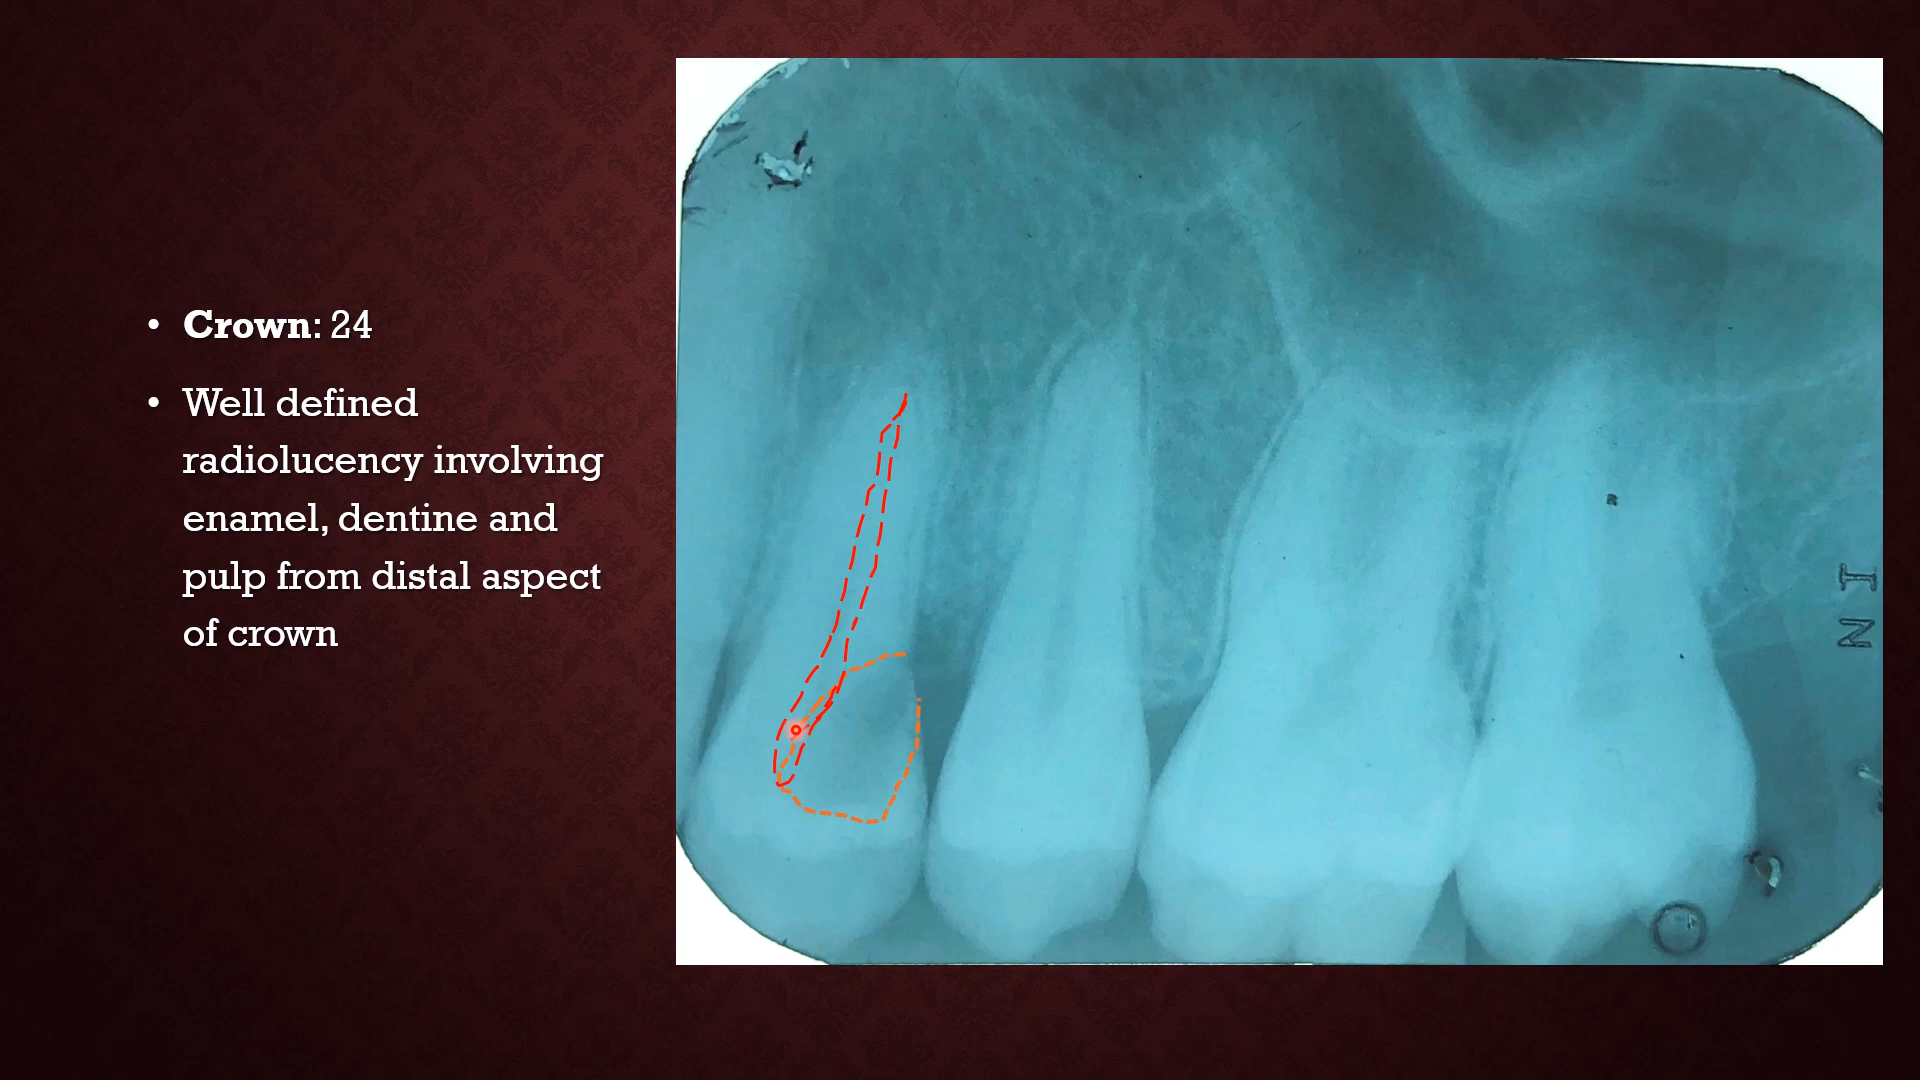 • Crown: 24
• Well defined
radiolucency involving
enamel, dentine and
pulp from distal aspect
of crown
I
N